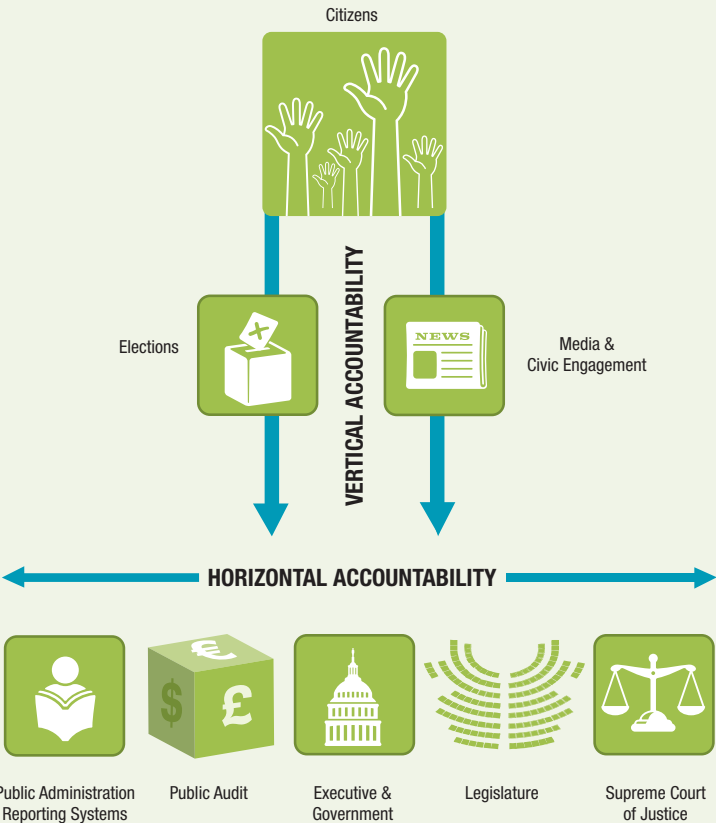 Citizens
VERTICAL ACCOUNTABILITY
Elections
NEWS
Media &
Civic Engagement
HORIZONTAL ACCOUNTABILITY
€
$
£
Public Administration
Reporting Systems
Public Audit
Executive &
Government
Legislature
Supreme Court
of Justice